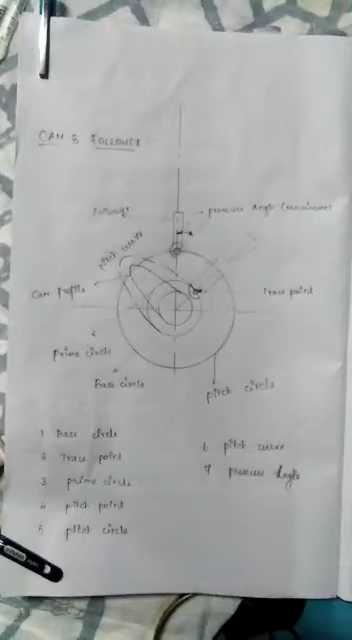 CAM & FOLLOWER
Follower
pressure Angle (maximum)
pitch curve
Cam profile
Trace point
prime circle
Base circle
pitch circle
1 Base circle
2 Trace point
3 prime circle
4 pitch point
5 pitch circle
6 pitch curve
7 pressure Angle